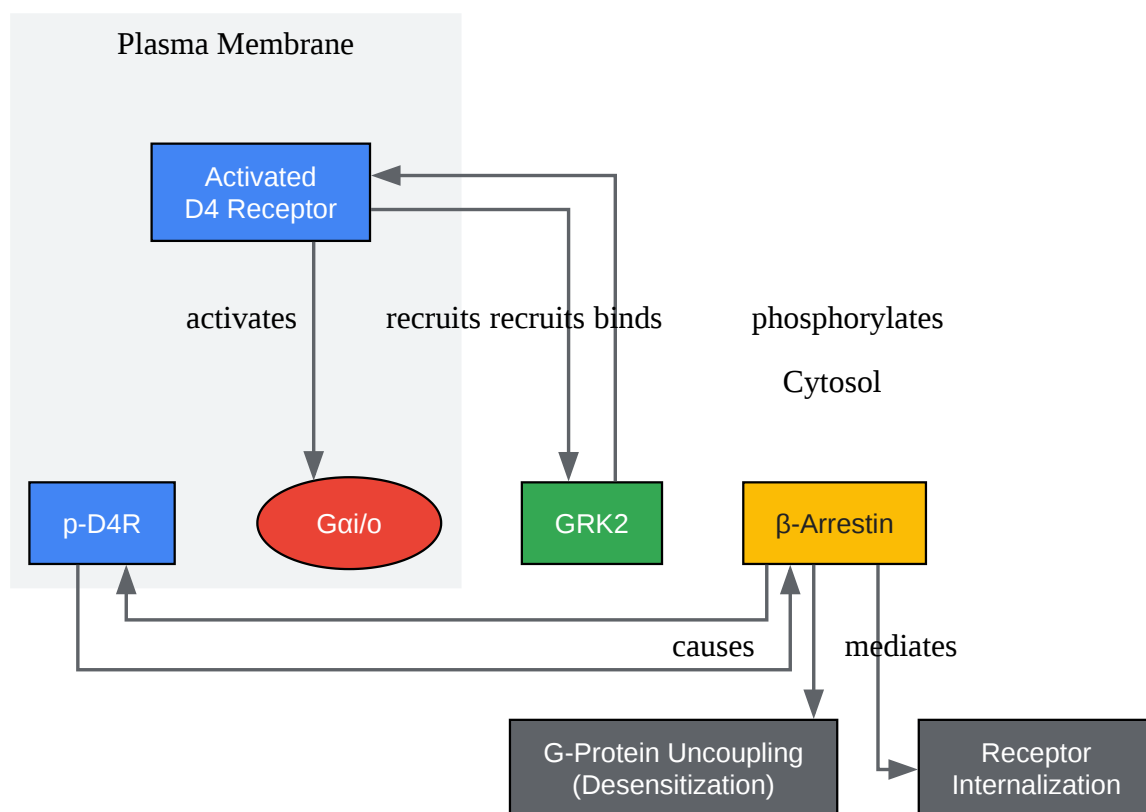 Plasma Membrane
Activated
D4 Receptor
activates
recruits recruits binds
phosphorylates
Cytosol
p-D4R
Gαi/o
GRK2
β-Arrestin
causes
mediates
G-Protein Uncoupling
(Desensitization)
Receptor
Internalization